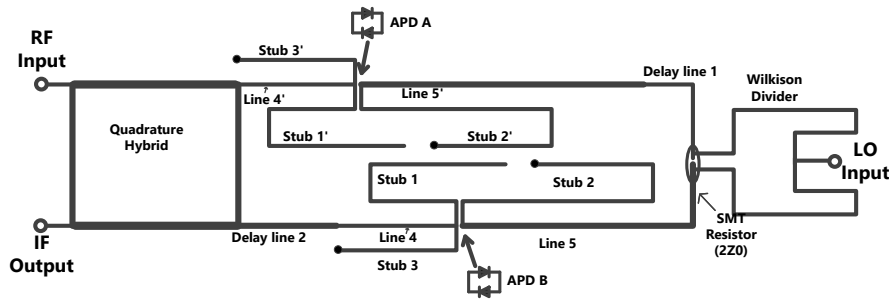 RF
Input
Stub 3'
APD A
Line 4'
Line 5'
Delay line 1
Wilkison
Divider
Quadrature
Hybrid
Stub 1'
Stub 2'
LO
Input
Stub 1
Stub 2
SMT
Resistor
(2Z0)
IF
Output
Delay line 2
Line 4
Line 5
Stub 3
APD B